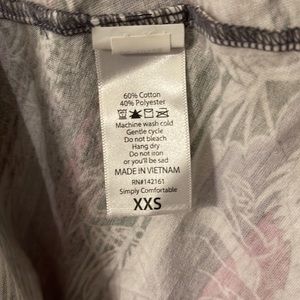 60% Cotton
40% Polyester
Machine wash cold
Gentle cycle
Do not bleach
Hang dry
Do not iron
or you'll be sad
MADE IN VIETNAM
RN#142161
Simply Comfortable
XXS